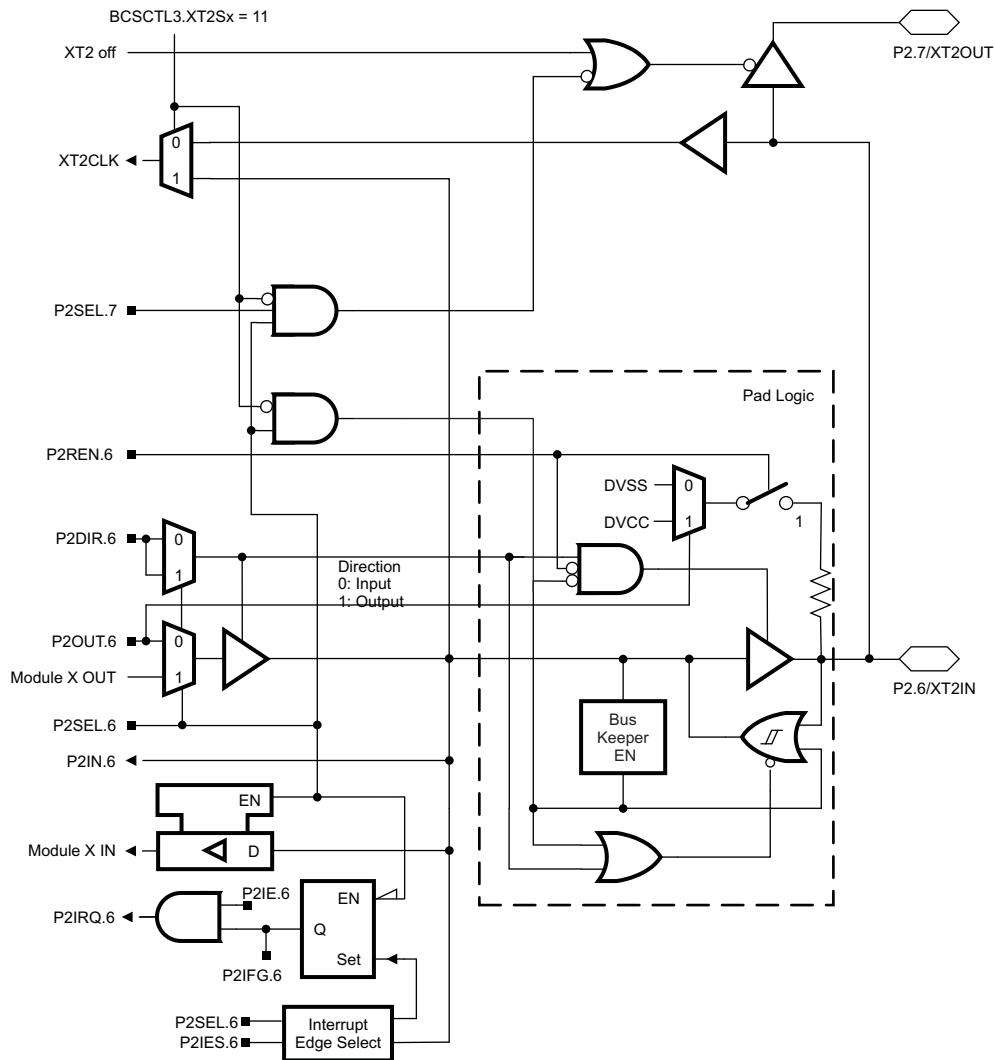 BCSCTL3.XT2Sx = 11
XT2 off
P2.7/XT2OUT
0
XT2CLK
1
P2SEL.7
Pad Logic
P2REN.6
DVSS
0
DVCC
1
1
P2DIR.6
0
1
Direction
0: Input
1: Output
P2OUT.6
0
Module X OUT
1
P2.6/XT2IN
P2SEL.6
Bus
Keeper
EN
P2IN.6
EN
Module X IN
D
P2IE.6
EN
P2IRQ.6
Q
P2IFG.6
Set
P2SEL.6
P2IES.6
Interrupt
Edge Select